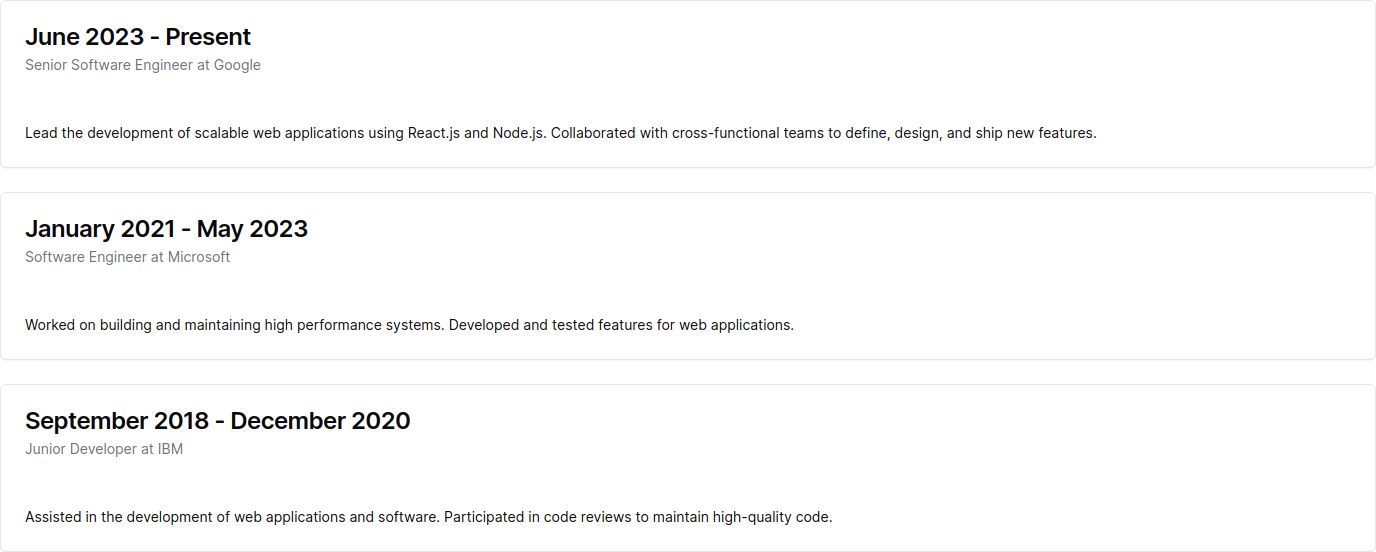 June 2023 - Present
Senior Software Engineer at Google
Lead the development of scalable web applications using React.js and Node.js. Collaborated with cross-functional teams to define, design, and ship new features.
January 2021 - May 2023
Software Engineer at Microsoft
Worked on building and maintaining high performance systems. Developed and tested features for web applications.
September 2018 - December 2020
Junior Developer at IBM
Assisted in the development of web applications and software. Participated in code reviews to maintain high-quality code.